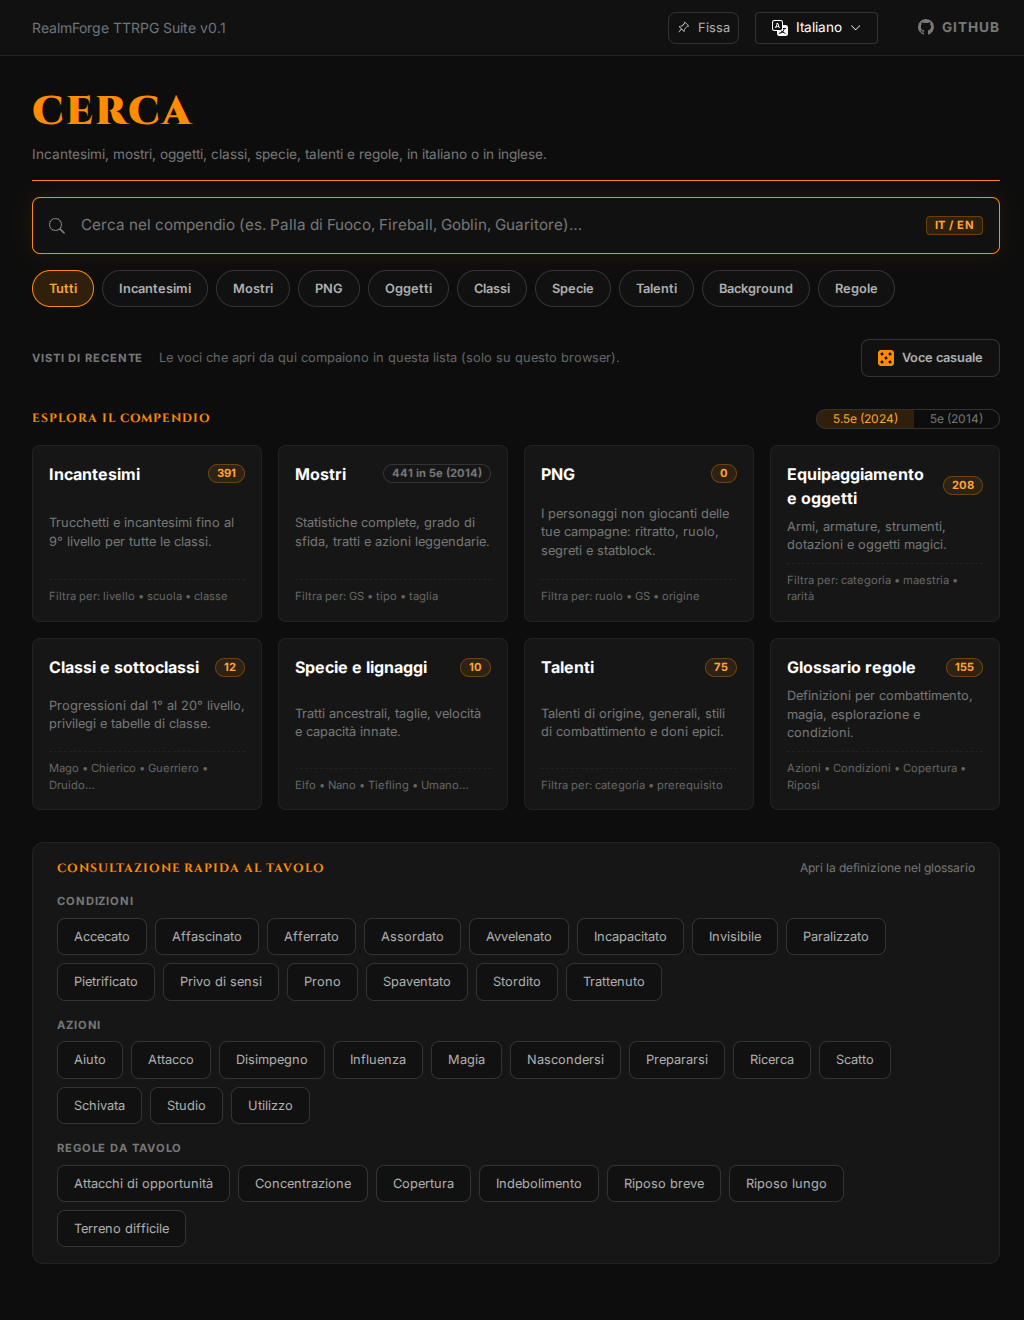 RealmForge TTRPG Suite v0.1
Fissa
Italiano
GITHUB
CERCA
Incantesimi, mostri, oggetti, classi, specie, talenti e regole, in italiano o in inglese.
Cerca nel compendio (es. Palla di Fuoco, Fireball, Goblin, Guaritore)...
IT / EN
Tutti
Incantesimi
Mostri
PNG
Oggetti
Classi
Specie
Talenti
Background
Regole
VISTI DI RECENTE
Le voci che apri da qui compaiono in questa lista (solo su questo browser).
Voce casuale
ESPLORA IL COMPENDIO
5.5e (2024)
5e (2014)
Incantesimi
391
Trucchetti e incantesimi fino al
9° livello per tutte le classi.
Filtra per: livello • scuola • classe
Mostri
441 in 5e (2014)
Statistiche complete, grado di
sfida, tratti e azioni leggendarie.
Filtra per: GS • tipo • taglia
PNG
0
I personaggi non giocanti delle
tue campagne: ritratto, ruolo,
segreti e statblock.
Filtra per: ruolo • GS • origine
Equipaggiamento
e oggetti
208
Armi, armature, strumenti,
dotazioni e oggetti magici.
Filtra per: categoria • maestria •
rarità
Classi e sottoclassi
12
Progressioni dal 1° al 20° livello,
privilegi e tabelle di classe.
Mago • Chierico • Guerriero •
Druido...
Specie e lignaggi
10
Tratti ancestrali, taglie, velocità
e capacità innate.
Elfo • Nano • Tiefling • Umano...
Talenti
75
Talenti di origine, generali, stili
di combattimento e doni epici.
Filtra per: categoria • prerequisito
Glossario regole
155
Definizioni per combattimento,
magia, esplorazione e
condizioni.
Azioni • Condizioni • Copertura •
Riposi
CONSULTAZIONE RAPIDA AL TAVOLO
Apri la definizione nel glossario
CONDIZIONI
Accecato
Affascinato
Afferrato
Assordato
Avvelenato
Incapacitato
Invisibile
Paralizzato
Pietrificato
Privo di sensi
Prono
Spaventato
Stordito
Trattenuto
AZIONI
Aiuto
Attacco
Disimpegno
Influenza
Magia
Nascondersi
Prepararsi
Ricerca
Scatto
Schivata
Studio
Utilizzo
REGOLE DA TAVOLO
Attacchi di opportunità
Concentrazione
Copertura
Indebolimento
Riposo breve
Riposo lungo
Terreno difficile